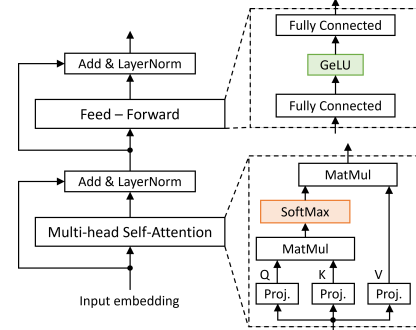 Fully Connected
GeLU
Fully Connected
Add & LayerNorm
Feed – Forward
Add & LayerNorm
Multi-head Self-Attention
Input embedding
MatMul
SoftMax
MatMul
Q K V
Proj. Proj. Proj.